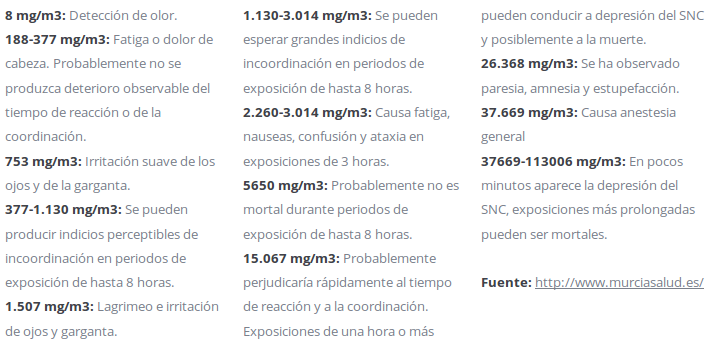 8 mg/m3: Detección de olor.
188-377 mg/m3: Fatiga o dolor de
cabeza. Probablemente no se
produzca deterioro observable del
tiempo de reacción o de la
coordinación.
753 mg/m3: Irritación suave de los
ojos y de la garganta.
377-1.130 mg/m3: Se pueden
producir indicios perceptibles de
incoordinación en periodos de
exposición de hasta 8 horas.
1.507 mg/m3: Lagrimeo e irritación
de ojos y garganta.
1.130-3.014 mg/m3: Se pueden
esperar grandes indicios de
incoordinación en periodos de
exposición de hasta 8 horas.
2.260-3.014 mg/m3: Causa fatiga,
nauseas, confusión y ataxia en
exposiciones de 3 horas.
5650 mg/m3: Probablemente no es
mortal durante periodos de
exposición de hasta 8 horas.
15.067 mg/m3: Probablemente
perjudicaría rápidamente al tiempo
de reacción y a la coordinación.
Exposiciones de una hora o más
pueden conducir a depresión del SNC
y posiblemente a la muerte.
26.368 mg/m3: Se ha observado
paresia, amnesia y estupefacción.
37.669 mg/m3: Causa anestesia
general
37669-113006 mg/m3: En pocos
minutos aparece la depresión del
SNC, exposiciones más prolongadas
pueden ser mortales.
Fuente: http://www.murciasalud.es/